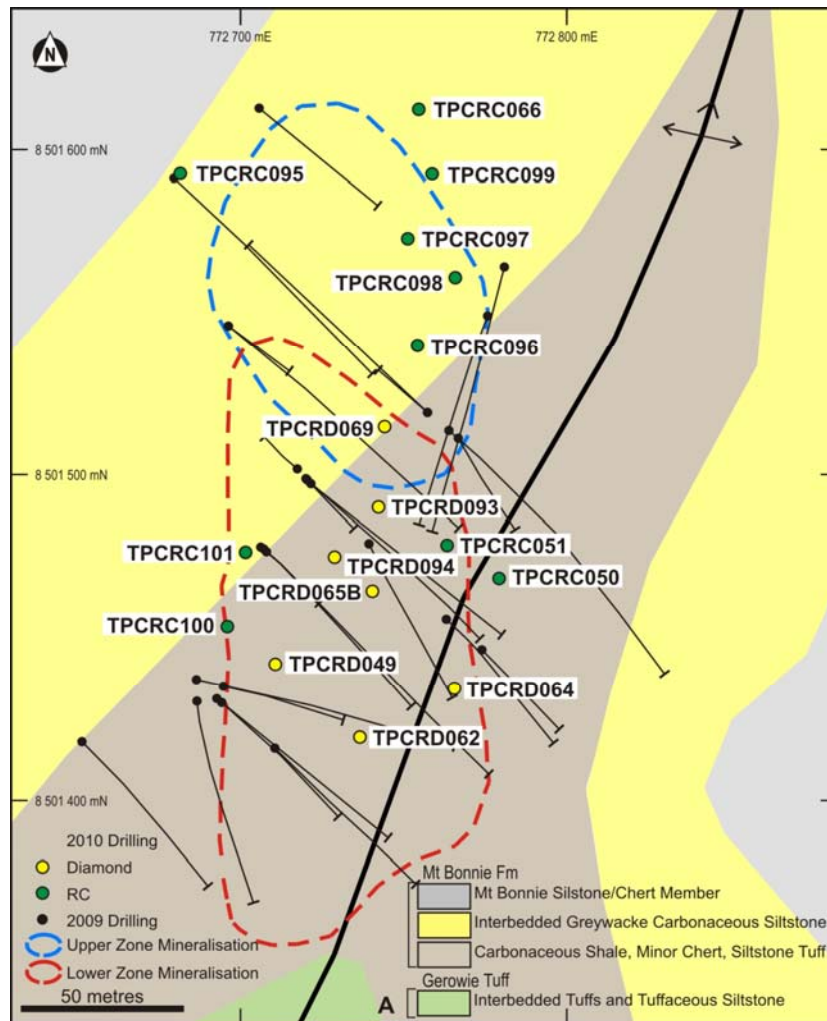 772 700 mE
772 800 mE
N
8 501 600 mN
TPCRC066
TPCRC095
TPCRC099
TPCRC097
TPCRC098
TPCRC096
TPCRD069
8 501 500 mN
TPCRD093
TPCRC051
TPCRC101
TPCRD094
TPCRC050
TPCRD065B
TPCRC100
TPCRD049
TPCRD064
TPCRD062
8 501 400 mN
2010 Drilling
Diamond
RC
2009 Drilling
Upper Zone Mineralisation
Lower Zone Mineralisation
50 metres
Mt Bonnie Fm
Mt Bonnie Silstone/Chert Member
Interbedded Greywacke Carbonaceous Siltstone
Carbonaceous Shale, Minor Chert, Siltstone Tuff
Gerowie Tuff
A
Interbedded Tuffs and Tuffaceous Siltstone